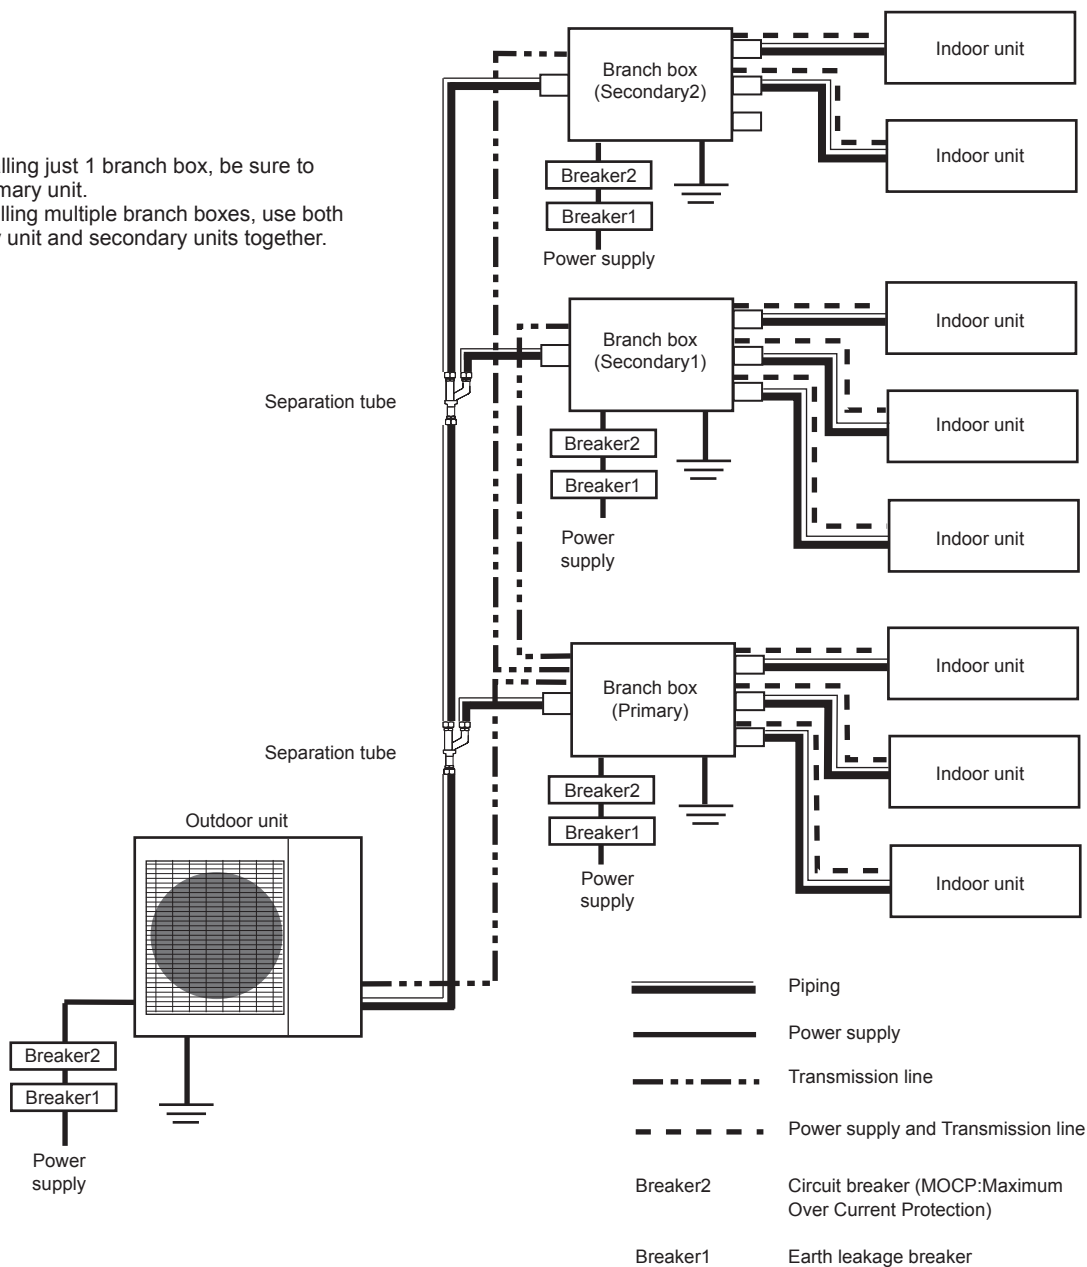 Indoor unit
Branch box
(Secondary2)
Indoor unit
lling just 1 branch box, be sure to
mary unit.
lling multiple branch boxes, use both
unit and secondary units together.
Breaker2
Breaker1
Power supply
Indoor unit
Branch box
(Secondary1)
Separation tube
Indoor unit
Breaker2
Breaker1
Power
supply
Indoor unit
Indoor unit
Branch box
(Primary)
Separation tube
Indoor unit
Breaker2
Breaker1
Power
supply
Indoor unit
Outdoor unit
Breaker2
Breaker1
Power
supply
Piping
Power supply
Transmission line
Power supply and Transmission line
Breaker2 Circuit breaker (MOCP:Maximum
Over Current Protection)
Breaker1 Earth leakage breaker